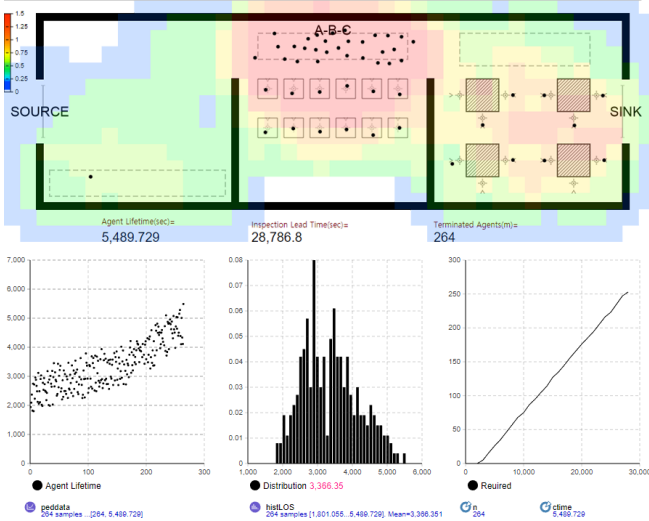 1.5
1.25
1
0.75
0.5
0.25
0
A-B-C
SOURCE
SINK
Agent Lifetime(sec)=
5,489.729
Inspection Lead Time(sec)=
28,786.8
Terminated Agents(m)=
264
7,000
6,000
5,000
4,000
3,000
2,000
1,000
0
0 100 200 300
Agent Lifetime
peddata
264 samples ...[264, 5,489.729]
0.08
0.06
0.04
0.03
0.02
0.01
0
1,000 2,000 3,000 4,000 5,000 6,000
Distribution 3,366.35
histLOS
264 samples [1,801.055...5,489.729]. Mean=3,366.351
300
250
200
150
100
50
0
0 10,000 20,000 30,000
Reuired
n
264
ctime
5,489.729